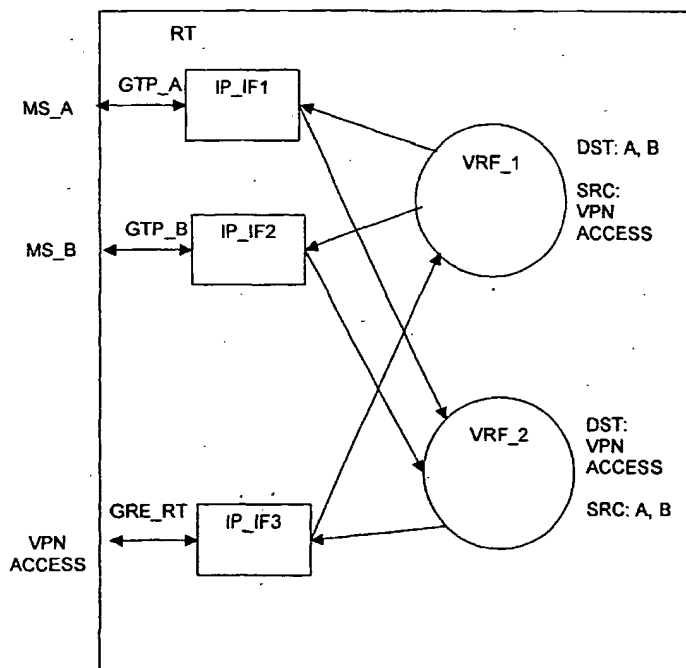 RT
GTP_A
IP_IF1
MS_A
VRF_1
DST: A, B
SRC:
VPN
ACCESS
GTP_B
IP_IF2
MS_B
VRF_2
DST:
VPN
ACCESS
SRC: A, B
GRE_RT
IP_IF3
VPN
ACCESS